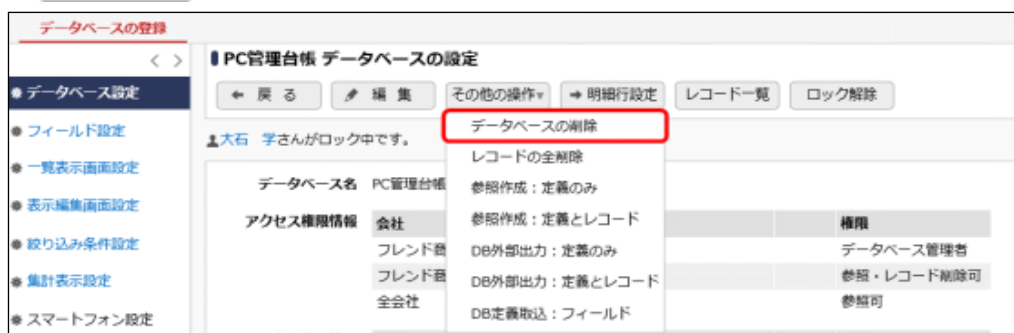 データベースの登録
< >
データベース設定
フィールド設定
一覧表示画面設定
表示編集画面設定
絞り込み条件設定
集計表示設定
スマートフォン設定
PC管理台帳 データベースの設定
戻 る 編 集 その他の操作▼ 明細行設定 レコード一覧 ロック解除
大石 学さんがロック中です。
データベースの削除
レコードの全削除
参照作成:定義のみ
参照作成:定義とレコード
DB外部出力:定義のみ
DB外部出力:定義とレコード
DB定義取込:フィールド
データベース名 PC管理台帳
アクセス権限情報 会社 権限
フレンド商 データベース管理者
フレンド商 参照・レコード削除可
全会社 参照可